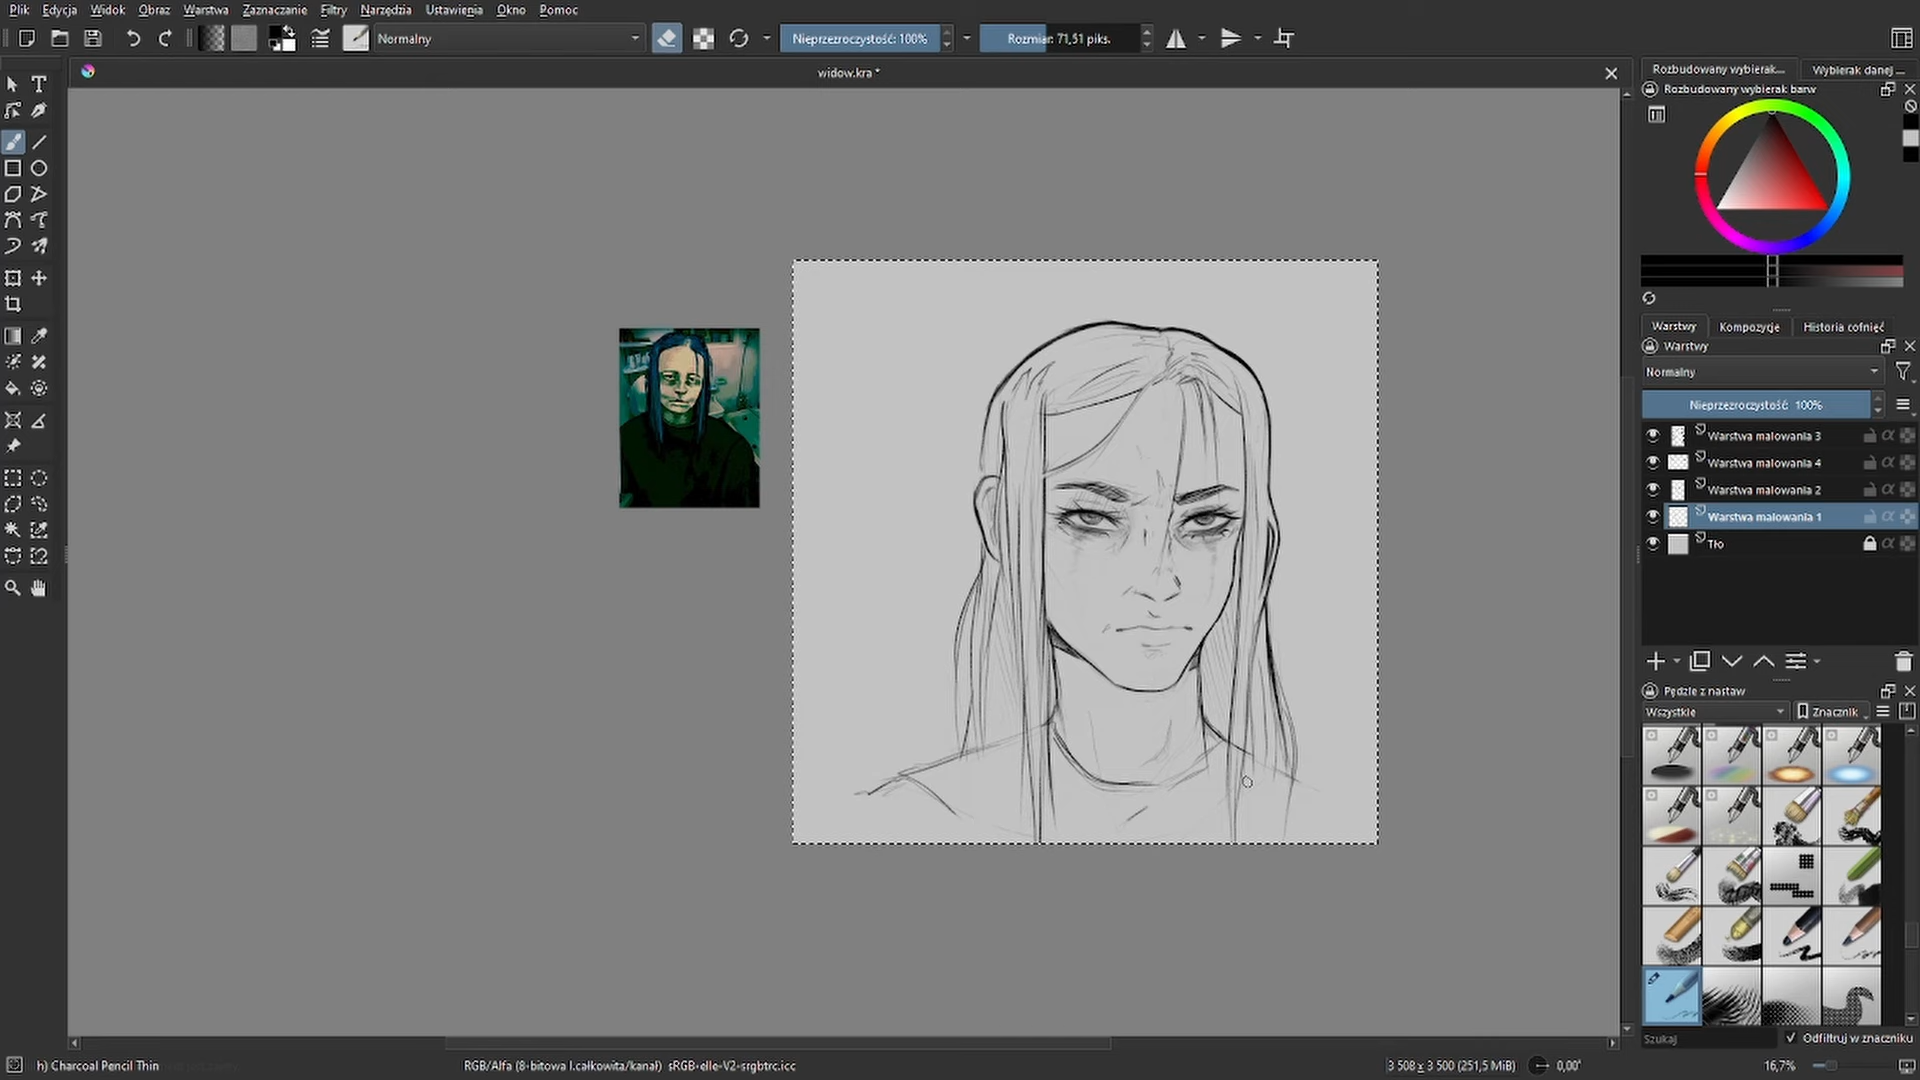 Plik Edycja Widok Obraz Warstwa Zaznaczanie Filtry Narzędzia Ustawienia Okno Pomoc
Normalny
Nieprzezroczystość: 100%
Rozmiar: 71,51 piks.
widow.kra *
Rozbudowany wybierak...
Wybierak danej ...
Rozbudowany wybierak barw
Warstwy
Kompozycje
Historia cofnięć
Warstwy
Normalny
Nieprzezroczystość: 100%
Warstwa malowania 3
Warstwa malowania 4
Warstwa malowania 2
Warstwa malowania 1
Tło
Pędzle z nastaw
Wszystkie
Znacznik
Szukaj
Odfiltruj w znaczniku
h) Charcoal Pencil Thin
RGB/Alfa (8-bitowa l.całkowita/kanał) sRGB-elle-V2-srgbtrc.icc
3 508 x 3 500 (251,5 MiB)
0,00°
16,7%